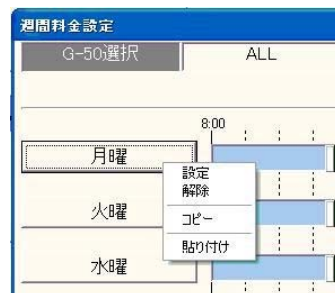 週間料金設定
G-50選択 ALL
8:00
月曜
設定
解除
火曜
コピー
貼り付け
水曜